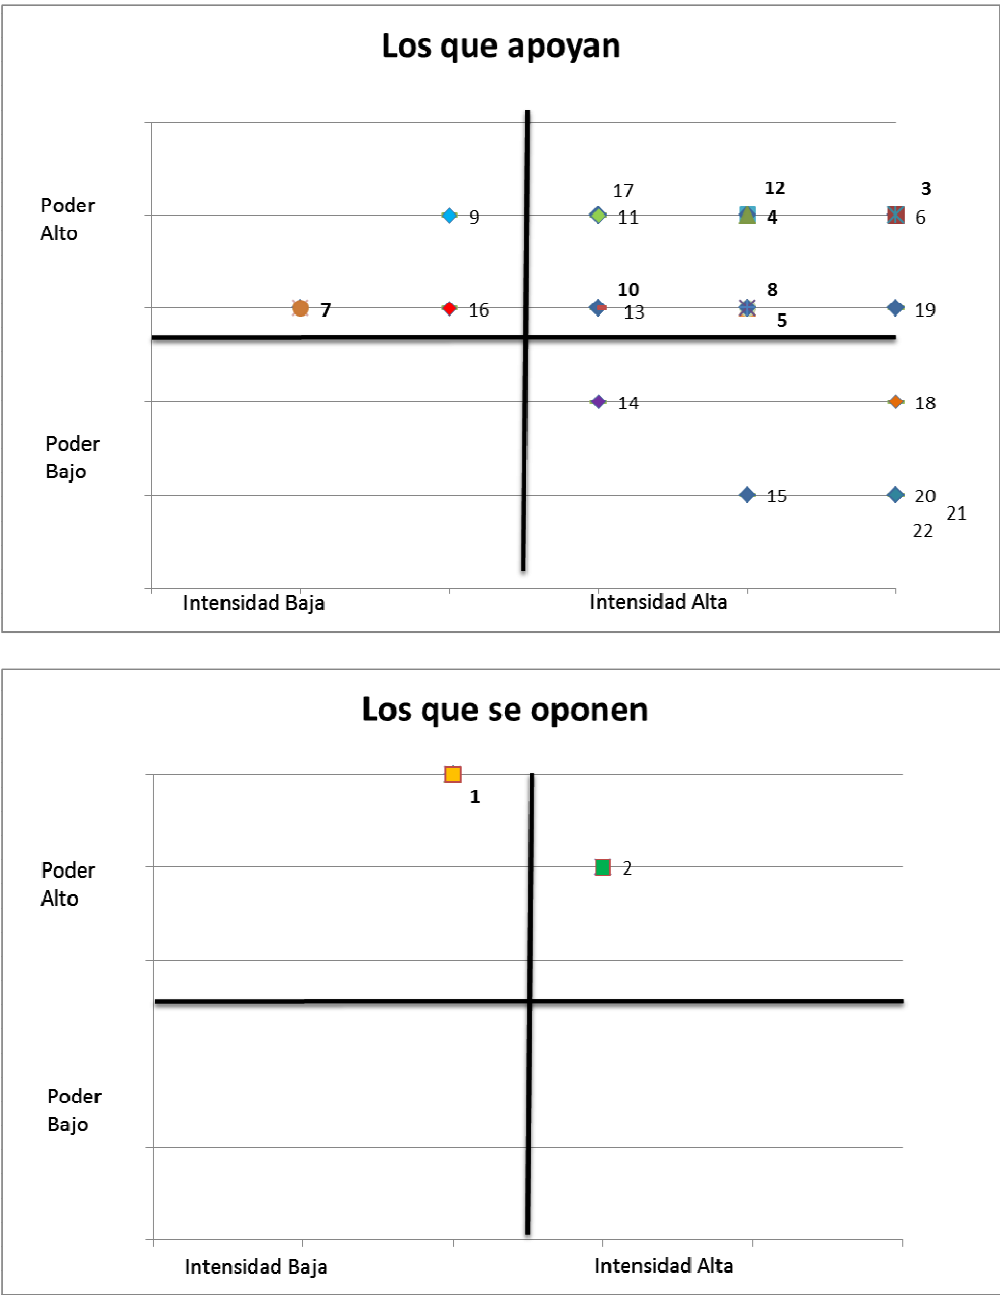 Los que apoyan
Poder
Alto
17
12
3
9
11
4
6
10
8
7
16
13
5
19
Poder
Bajo
14
18
15
20
21
22
Intensidad Baja
Intensidad Alta
Los que se oponen
1
Poder
Alto
2
Poder
Bajo
Intensidad Baja
Intensidad Alta